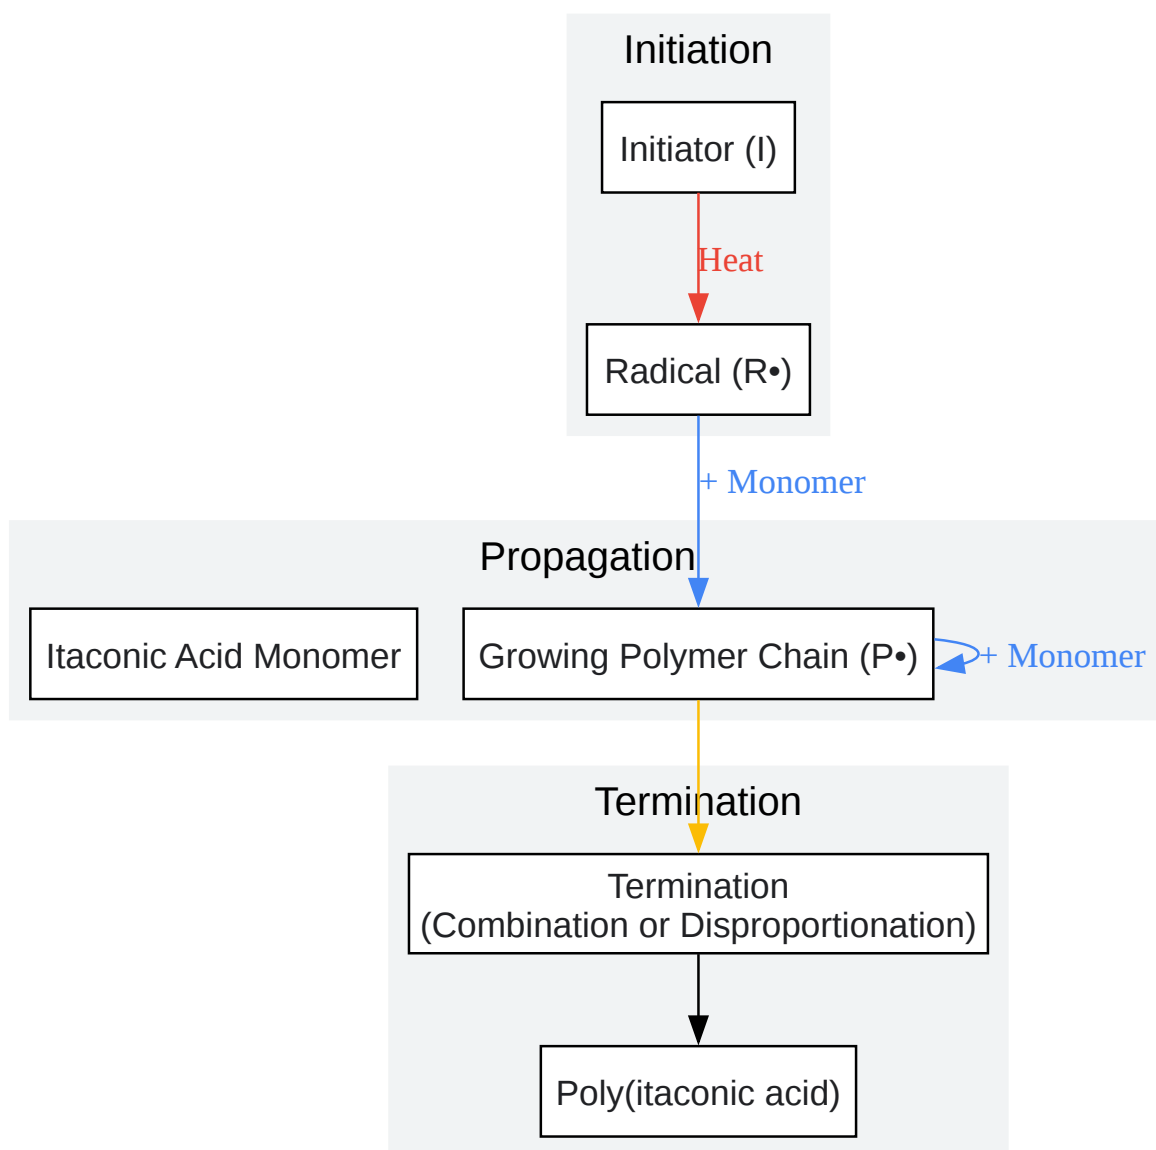 Initiation
Initiator (I)
Heat
Radical (R•)
+ Monomer
Propagation
Itaconic Acid Monomer
Growing Polymer Chain (P•)
+ Monomer
Termination
Termination
(Combination or Disproportionation)
Poly(itaconic acid)